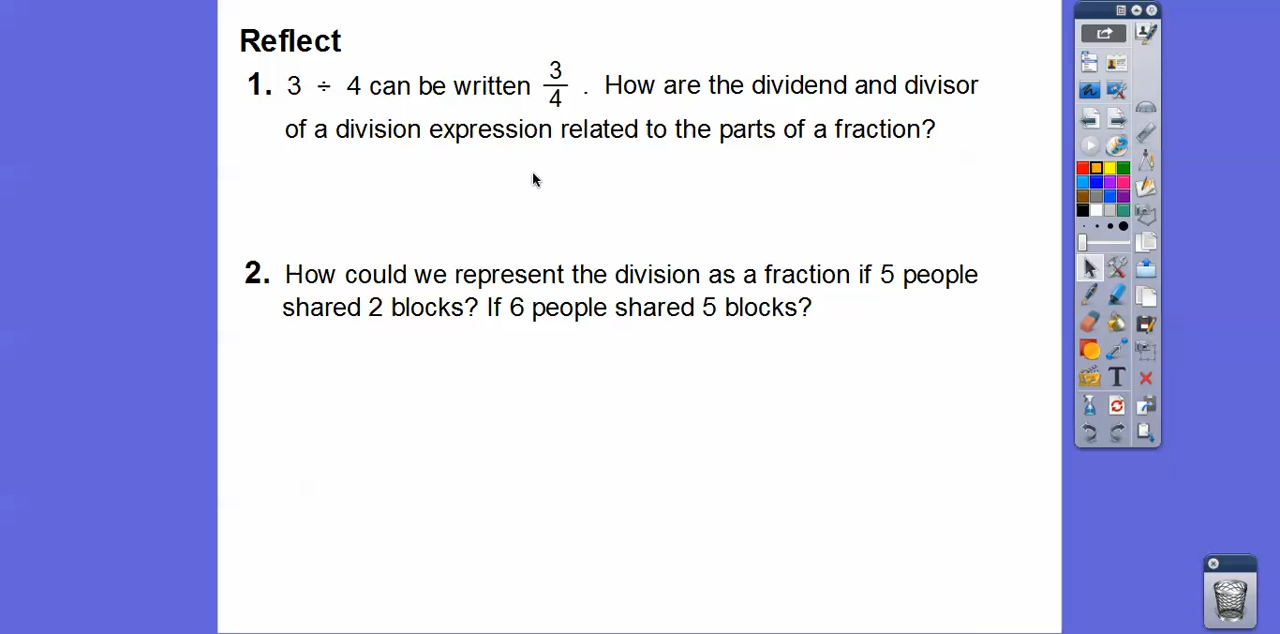 Reflect
1. 3 ÷ 4 can be written 3/4 . How are the dividend and divisor
of a division expression related to the parts of a fraction?
2. How could we represent the division as a fraction if 5 people
shared 2 blocks? If 6 people shared 5 blocks?
T